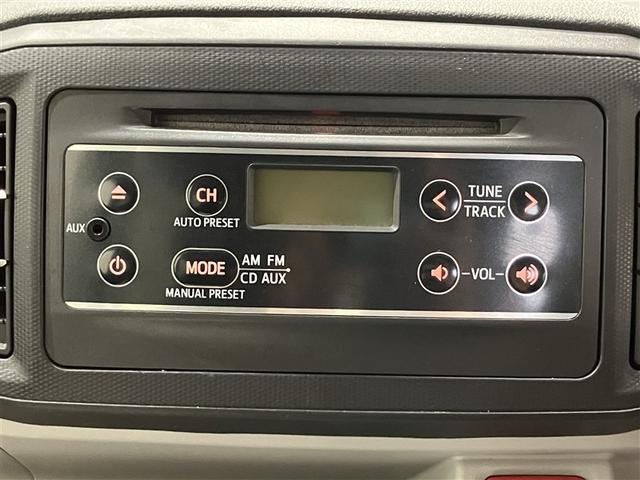 CH
AUTO PRESET
AUX
MODE
AM FM
CD AUX
MANUAL PRESET
TUNE
TRACK
VOL